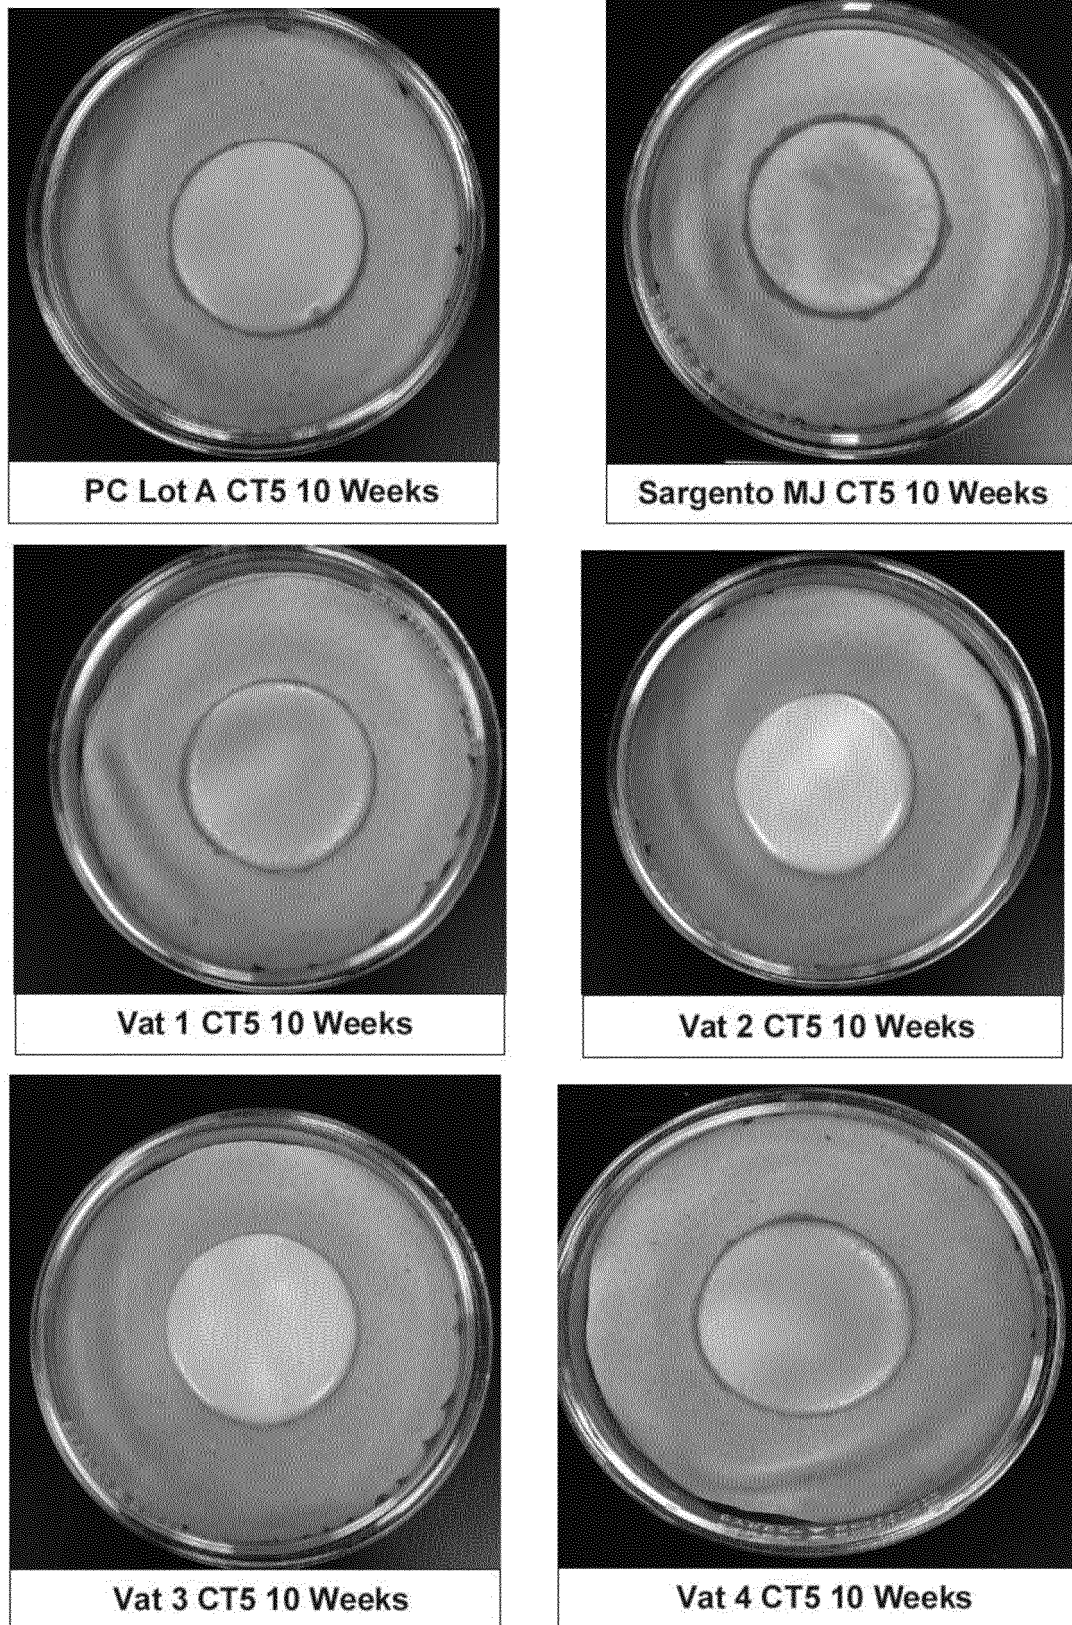 PC Lot A CT5 10 Weeks
Sargento MJ CT5 10 Weeks
Vat 1 CT5 10 Weeks
Vat 2 CT5 10 Weeks
Vat 3 CT5 10 Weeks
Vat 4 CT5 10 Weeks